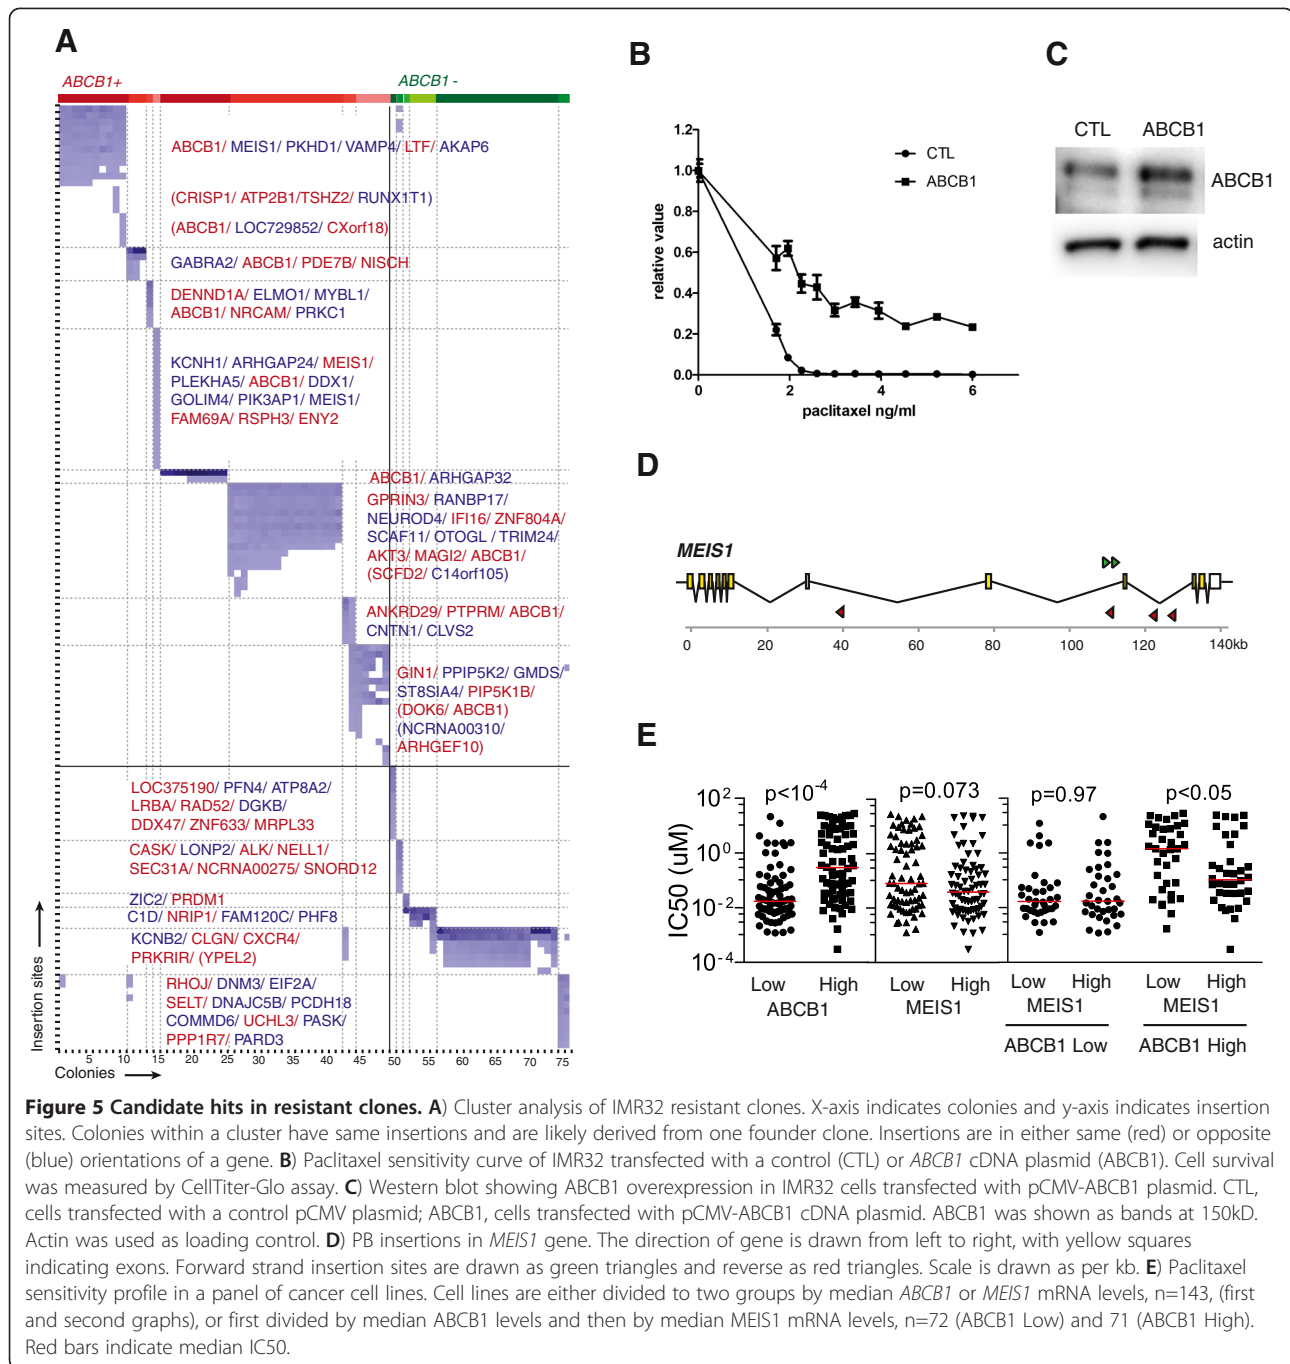 A
ABCB1+
ABCB1 -
ABCB1/ MEIS1/ PKHD1/ VAMP4/ LTF/ AKAP6
(CRISP1/ ATP2B1/TSHZ2/ RUNX1T1)
(ABCB1/ LOC729852/ CXorf18)
GABRA2/ ABCB1/ PDE7B/ NISCH
DENND1A/ ELMO1/ MYBL1/
ABCB1/ NRCAM/ PRKC1
KCNH1/ ARHGAP24/ MEIS1/
PLEKHA5/ ABCB1/ DDX1/
GOLIM4/ PIK3AP1/ MEIS1/
FAM69A/ RSPH3/ ENY2
ABCB1/ ARHGAP32
GPRIN3/ RANBP17/
NEUROD4/ IFI16/ ZNF804A/
SCAF11/ OTOGL / TRIM24/
AKT3/ MAGI2/ ABCB1/
(SCFD2/ C14orf105)
ANKRD29/ PTPRM/ ABCB1/
CNTN1/ CLVS2
GIN1/ PPIP5K2/ GMDS/
ST8SIA4/ PIP5K1B/
(DOK6/ ABCB1)
(NCRNA00310/
ARHGEF10)
LOC375190/ PFN4/ ATP8A2/
LRBA/ RAD52/ DGKB/
DDX47/ ZNF633/ MRPL33
CASK/ LONP2/ ALK/ NELL1/
SEC31A/ NCRNA00275/ SNORD12
ZIC2/ PRDM1
C1D/ NRIP1/ FAM120C/ PHF8
KCNB2/ CLGN/ CXCR4/
PRKRIR/ (YPEL2)
RHOJ/ DNM3/ EIF2A/
SELT/ DNAJC5B/ PCDH18
COMMD6/ UCHL3/ PASK/
PPP1R7/ PARD3
Insertion sites
5 10 15 20 25 30 35 40 45 50 55 60 65 70 75
Colonies
B
relative value
1.2
1.0
0.8
0.6
0.4
0.2
0.0
0 2 4 6
paclitaxel ng/ml
CTL
ABCB1
C
CTL ABCB1
ABCB1
actin
D
MEIS1
0 20 40 60 80 100 120 140kb
E
IC50 (uM)
10^2
10^0
10^-2
10^-4
p<10^-4 p=0.073 p=0.97 p<0.05
Low High Low High Low High Low High
ABCB1 MEIS1 MEIS1 MEIS1
ABCB1 Low ABCB1 High
Figure 5 Candidate hits in resistant clones. A) Cluster analysis of IMR32 resistant clones. X-axis indicates colonies and y-axis indicates insertion
sites. Colonies within a cluster have same insertions and are likely derived from one founder clone. Insertions are in either same (red) or opposite
(blue) orientations of a gene. B) Paclitaxel sensitivity curve of IMR32 transfected with a control (CTL) or ABCB1 cDNA plasmid (ABCB1). Cell survival
was measured by CellTiter-Glo assay. C) Western blot showing ABCB1 overexpression in IMR32 cells transfected with pCMV-ABCB1 plasmid. CTL,
cells transfected with a control pCMV plasmid; ABCB1, cells transfected with pCMV-ABCB1 cDNA plasmid. ABCB1 was shown as bands at 150kD.
Actin was used as loading control. D) PB insertions in MEIS1 gene. The direction of gene is drawn from left to right, with yellow squares
indicating exons. Forward strand insertion sites are drawn as green triangles and reverse as red triangles. Scale is drawn as per kb. E) Paclitaxel
sensitivity profile in a panel of cancer cell lines. Cell lines are either divided to two groups by median ABCB1 or MEIS1 mRNA levels, n=143, (first
and second graphs), or first divided by median ABCB1 levels and then by median MEIS1 mRNA levels, n=72 (ABCB1 Low) and 71 (ABCB1 High).
Red bars indicate median IC50.